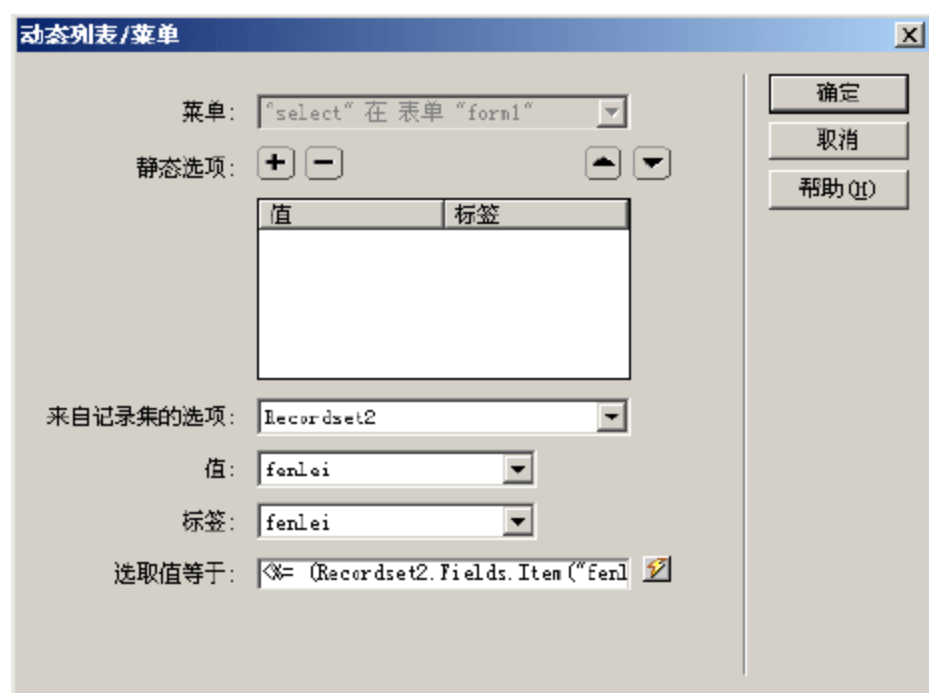 动态列表/菜单
确定
菜单: "select" 在 表单 "form1"
取消
静态选项:
帮助(H)
值 标签
来自记录集的选项: Recordset2
值: fenlei
标签: fenlei
选取值等于: <%= (Recordset2.Fields.Item("fenl